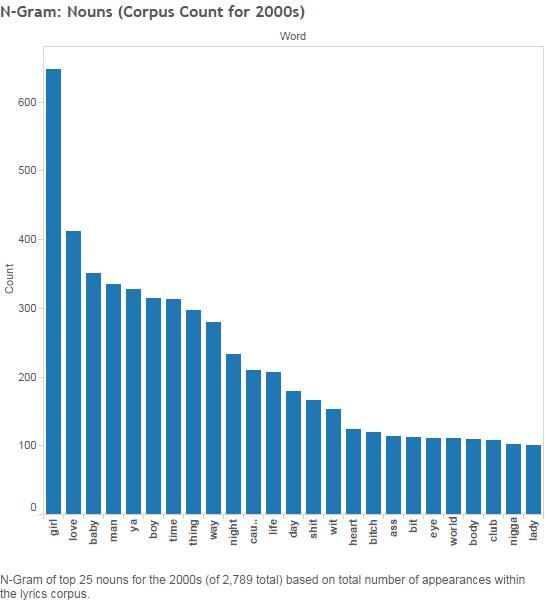 N-Gram: Nouns (Corpus Count for 2000s)
Word
600
500
400
300
200
100
0
Count
girl
love
baby
man
ya
boy
time
thing
way
night
cau..
life
day
shit
wit
heart
bitch
ass
bit
eye
world
body
club
nigga
lady
N-Gram of top 25 nouns for the 2000s (of 2,789 total) based on total number of appearances within
the lyrics corpus.